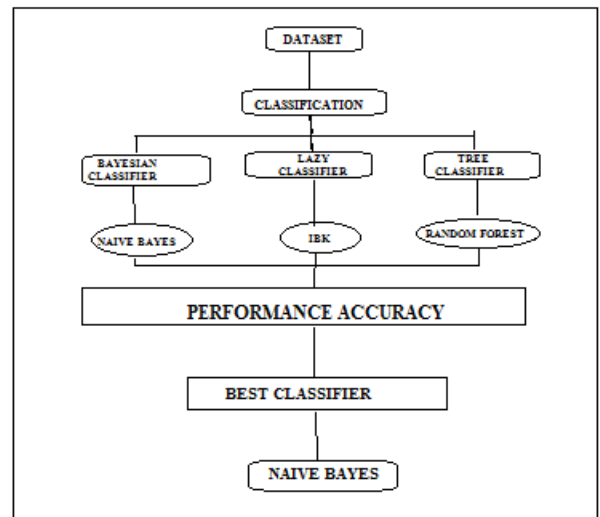 DATASET
CLASSIFICATION
BAYESIAN
CLASSIFIER
LAZY
CLASSIFIER
TREE
CLASSIFIER
NAIVE BAYES
IBK
RANDOM FOREST
PERFORMANCE ACCURACY
BEST CLASSIFIER
NAIVE BAYES